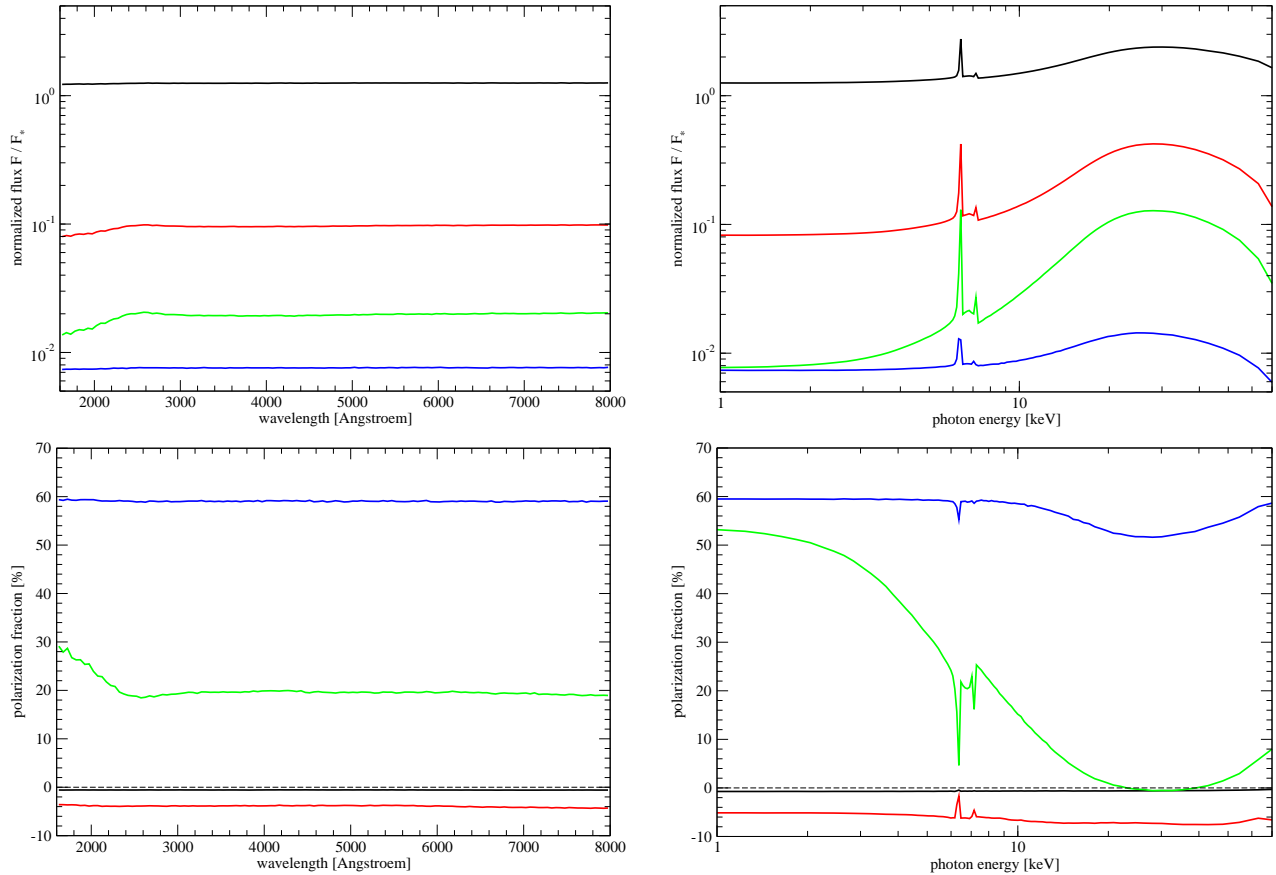 normalized flux F / F*
10^0
10^-1
10^-2
2000 3000 4000 5000 6000 7000 8000
wavelength [Angstroem]
normalized flux F / F*
10^0
10^-1
10^-2
1 10
photon energy [keV]
polarization fraction [%]
70
60
50
40
30
20
10
0
-10
2000 3000 4000 5000 6000 7000 8000
wavelength [Angstroem]
polarization fraction [%]
70
60
50
40
30
20
10
0
-10
1 10
photon energy [keV]